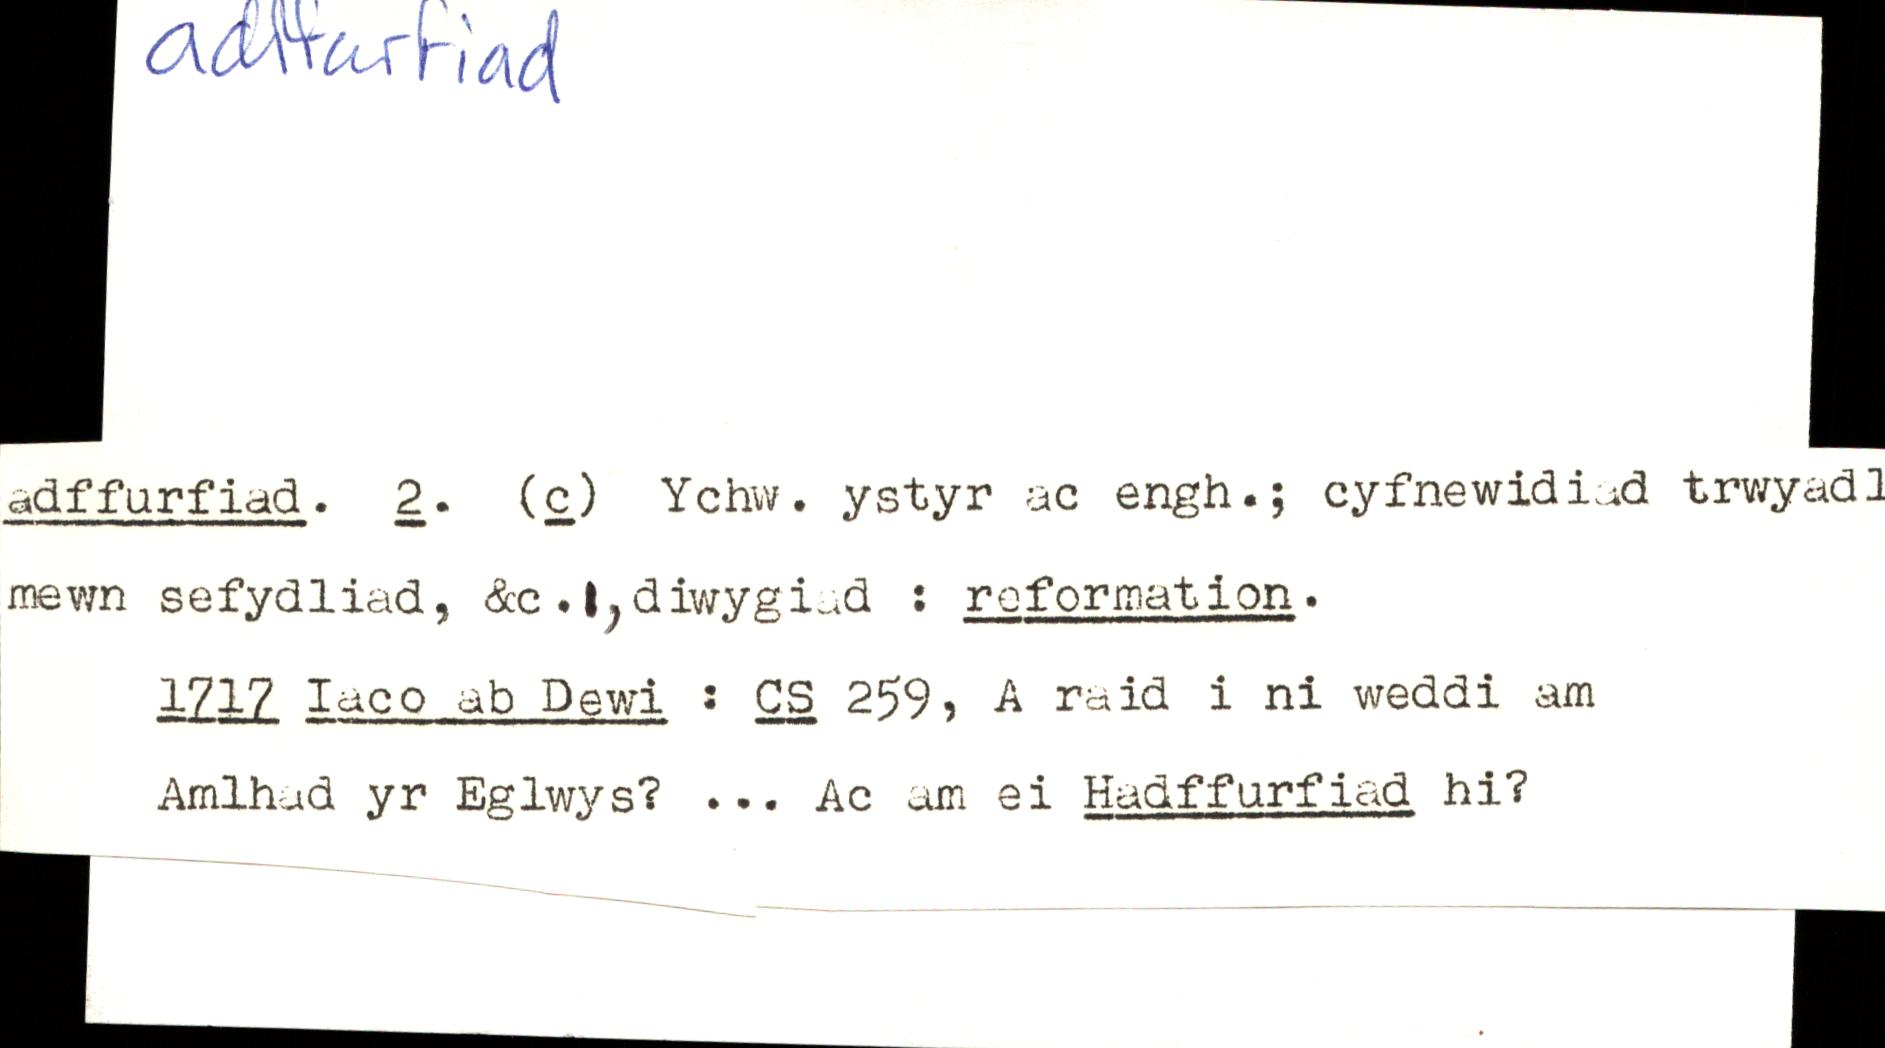 adffurfiad
adffurfiad. 2. (c) Ychw. ystyr ac engh.; cyfnewidiad trwyadl
mewn sefydliad, &c., diwygiad : reformation.
1717 Iaco ab Dewi : CS 259, A raid i ni weddi am
Amlhad yr Eglwys? ... Ac am ei Hadffurfiad hi?